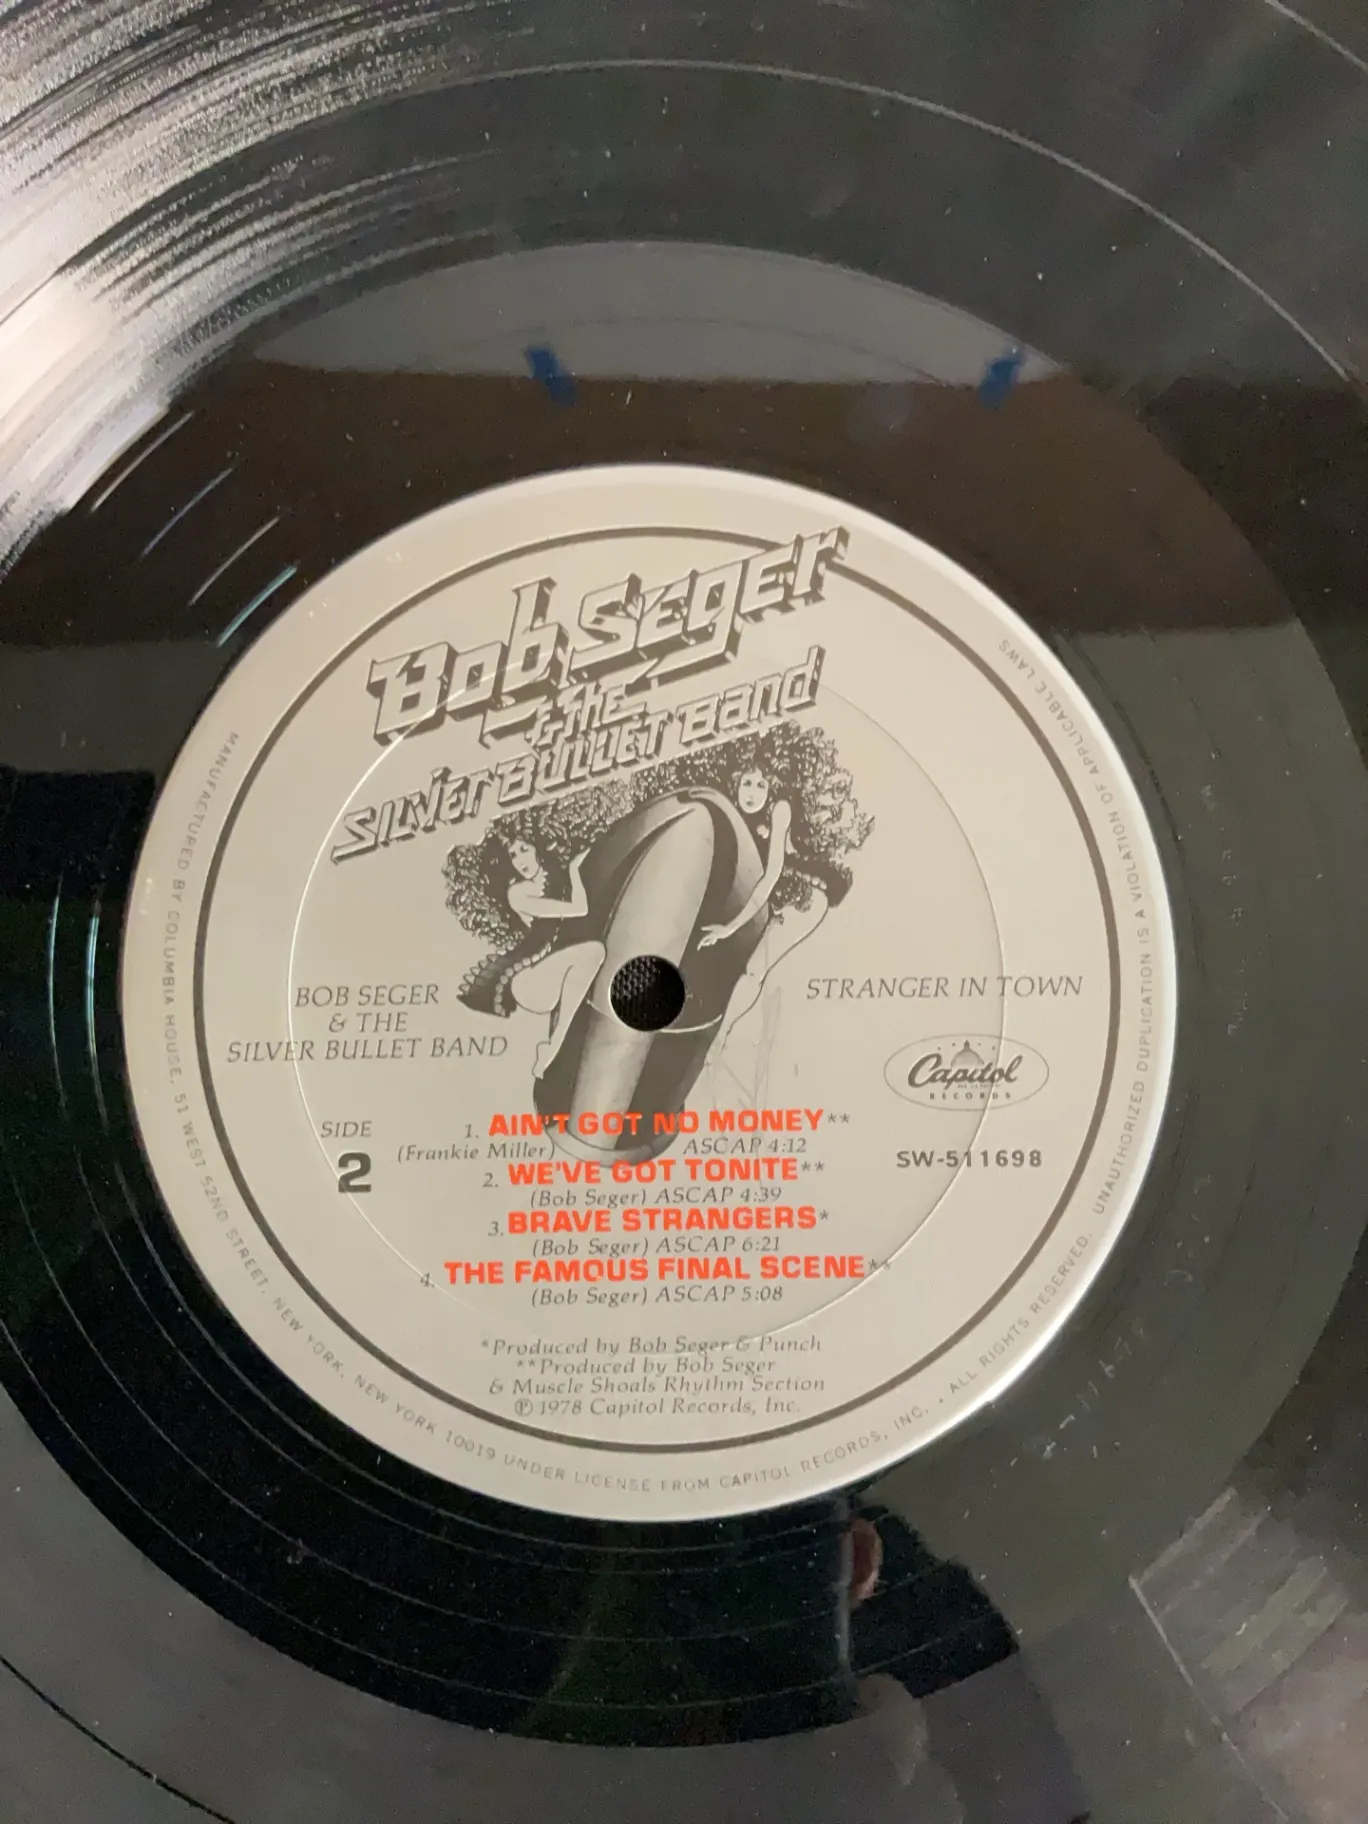 Bob Seger
& the
SILVER BULLET Band
BOB SEGER
& THE
SILVER BULLET BAND
STRANGER IN TOWN
Capitol
RECORDS
SW-511698
SIDE
2
1. AIN'T GOT NO MONEY**
(Frankie Miller) ASCAP 4:12
2. WE'VE GOT TONITE**
(Bob Seger) ASCAP 4:39
3. BRAVE STRANGERS*
(Bob Seger) ASCAP 6:21
4. THE FAMOUS FINAL SCENE**
(Bob Seger) ASCAP 5:08
*Produced by Bob Seger & Punch
**Produced by Bob Seger
& Muscle Shoals Rhythm Section
℗ 1978 Capitol Records, Inc.
MANUFACTURED BY COLUMBIA HOUSE, 51 WEST 52ND STREET, NEW YORK, NEW YORK 10019 UNDER LICENSE FROM CAPITOL RECORDS, INC. • ALL RIGHTS RESERVED. UNAUTHORIZED DUPLICATION IS A VIOLATION OF APPLICABLE LAWS